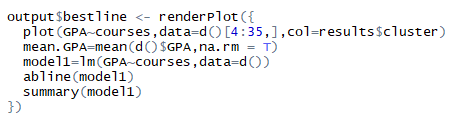 output$bestline <- renderPlot({
  plot(GPA~courses,data=d()[4:35,],col=results$cluster)
  mean.GPA=mean(d()$GPA,na.rm = T)
  model1=lm(GPA~courses,data=d())
  abline(model1)
  summary(model1)
})